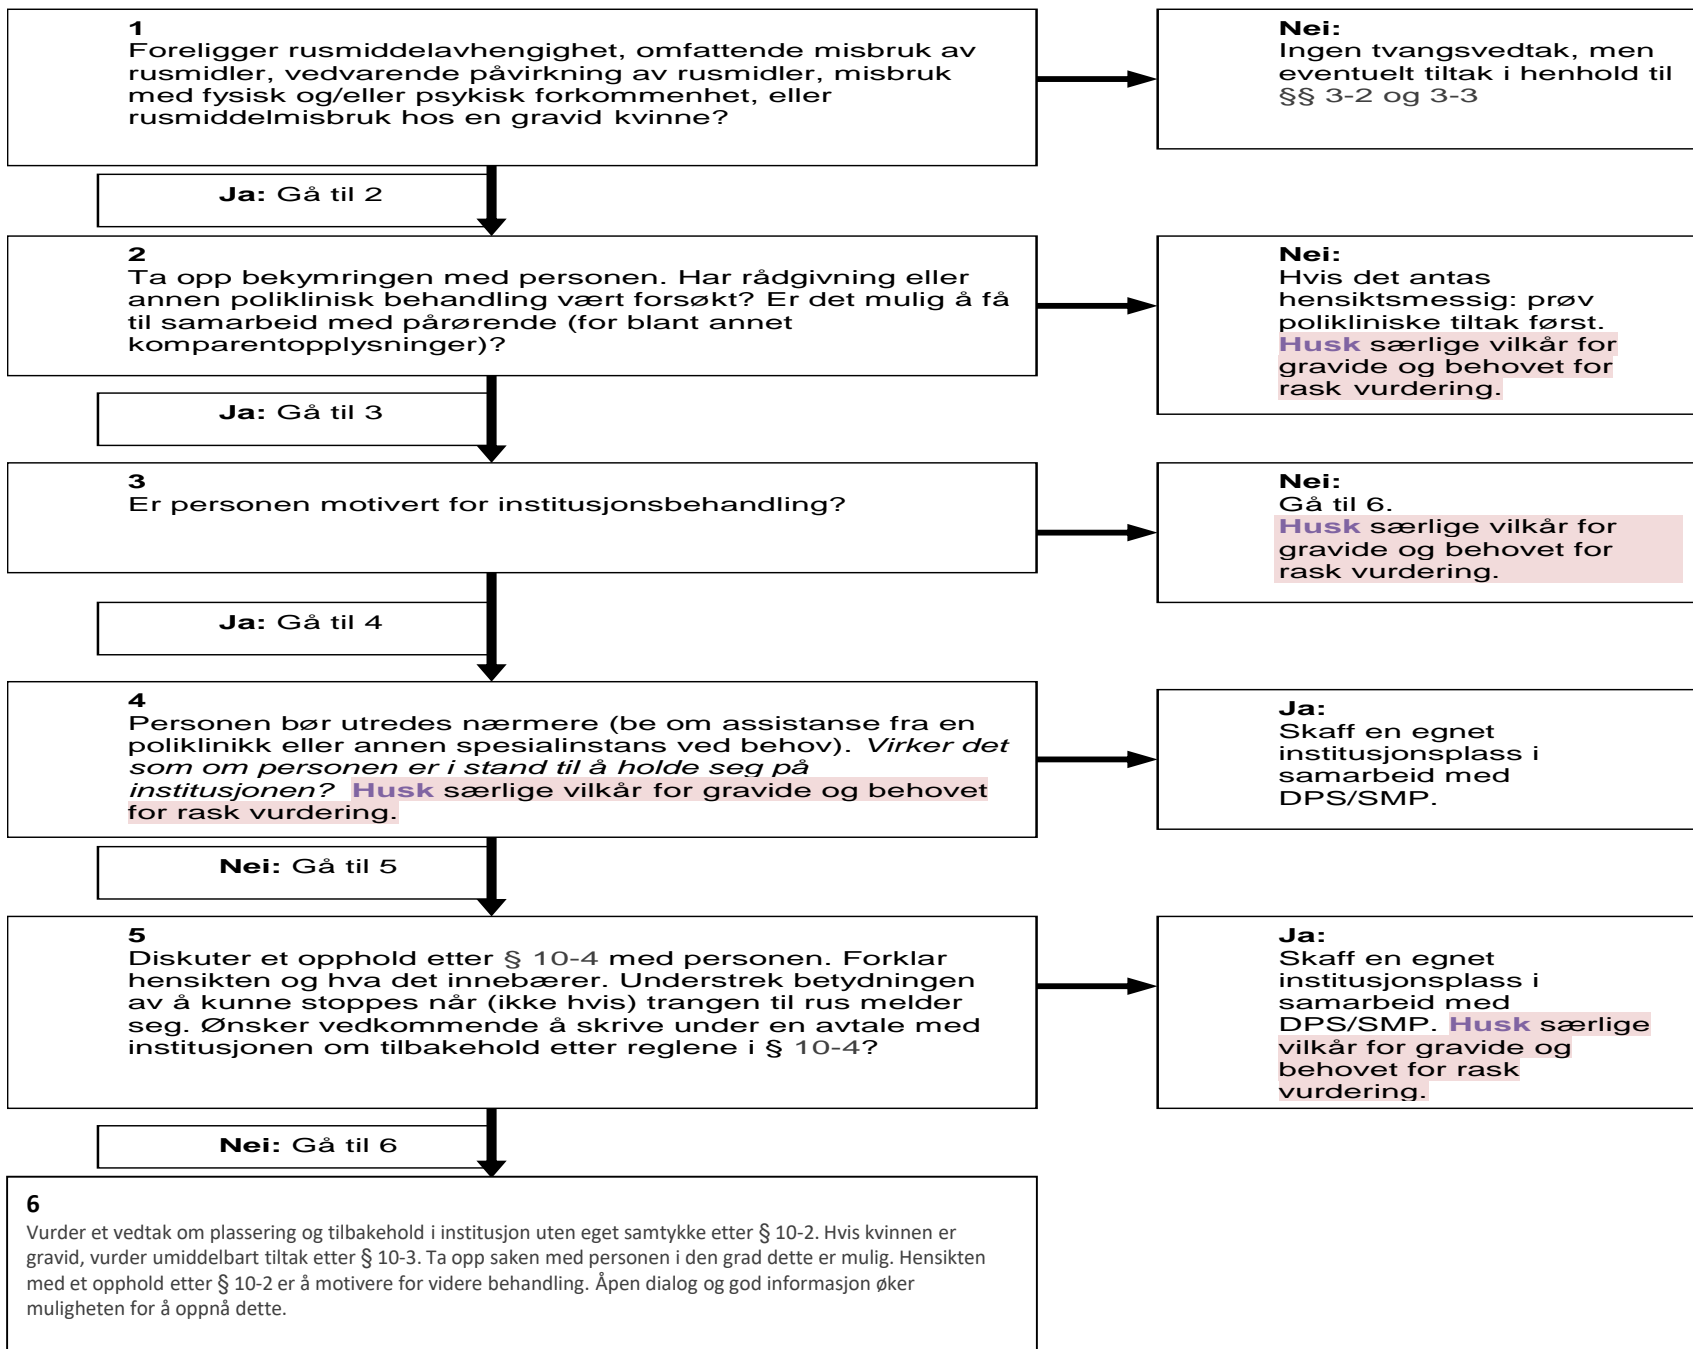 1
Foreligger rusmiddelavhengighet, omfattende misbruk av
rusmidler, vedvarende påvirkning av rusmidler, misbruk
med fysisk og/eller psykisk forkommenhet, eller
rusmiddelmisbruk hos en gravid kvinne?
Nei:
Ingen tvangsvedtak, men
eventuelt tiltak i henhold til
§§ 3-2 og 3-3
Ja: Gå til 2
2
Ta opp bekymringen med personen. Har rådgivning eller
annen poliklinisk behandling vært forsøkt? Er det mulig å få
til samarbeid med pårørende (for blant annet
komparentopplysninger)?
Nei:
Hvis det antas
hensiktsmessig: prøv
polikliniske tiltak først.
Husk særlige vilkår for
gravide og behovet for
rask vurdering.
Ja: Gå til 3
3
Er personen motivert for institusjonsbehandling?
Nei:
Gå til 6.
Husk særlige vilkår for
gravide og behovet for
rask vurdering.
Ja: Gå til 4
4
Personen bør utredes nærmere (be om assistanse fra en
poliklinikk eller annen spesialinstans ved behov). Virker det
som om personen er i stand til å holde seg på
institusjonen? Husk særlige vilkår for gravide og behovet
for rask vurdering.
Ja:
Skaff en egnet
institusjonsplass i
samarbeid med
DPS/SMP.
Nei: Gå til 5
5
Diskuter et opphold etter § 10-4 med personen. Forklar
hensikten og hva det innebærer. Understrek betydningen
av å kunne stoppes når (ikke hvis) trangen til rus melder
seg. Ønsker vedkommende å skrive under en avtale med
institusjonen om tilbakehold etter reglene i § 10-4?
Ja:
Skaff en egnet
institusjonsplass i
samarbeid med
DPS/SMP. Husk særlige
vilkår for gravide og
behovet for rask
vurdering.
Nei: Gå til 6
6
Vurder et vedtak om plassering og tilbakehold i institusjon uten eget samtykke etter § 10-2. Hvis kvinnen er
gravid, vurder umiddelbart tiltak etter § 10-3. Ta opp saken med personen i den grad dette er mulig. Hensikten
med et opphold etter § 10-2 er å motivere for videre behandling. Åpen dialog og god informasjon øker
muligheten for å oppnå dette.